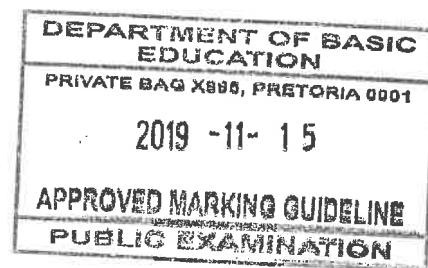 DEPARTMENT OF BASIC
EDUCATION
PRIVATE BAG X895, PRETORIA 0001
2019 -11- 15
APPROVED MARKING GUIDELINE
PUBLIC EXAMINATION